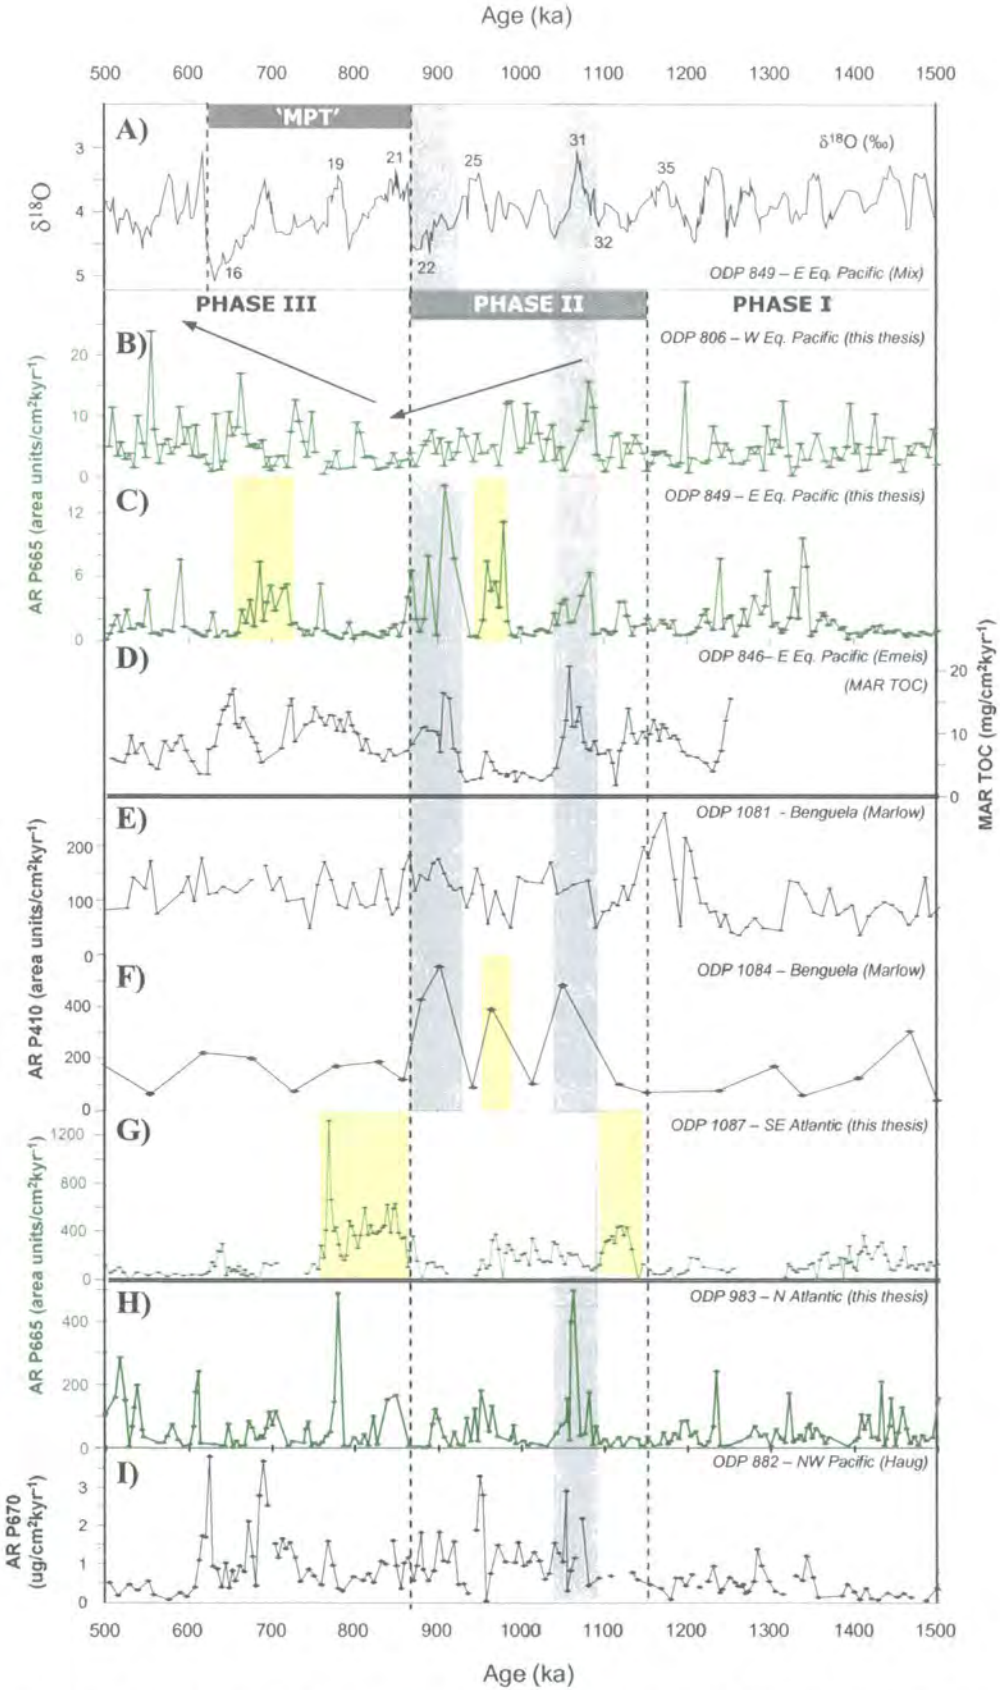 Age (ka)
500 600 700 800 900 1000 1100 1200 1300 1400 1500
'MPT'
A)
δ¹⁸O (‰)
3
4
5
δ¹⁸O
16
19
21
22
25
31
32
35
ODP 849 – E Eq. Pacific (Mix)
PHASE III
PHASE II
PHASE I
B)
ODP 806 – W Eq. Pacific (this thesis)
20
10
0
AR P665 (area units/cm²kyr⁻¹)
C)
ODP 849 – E Eq. Pacific (this thesis)
12
6
0
D)
ODP 846– E Eq. Pacific (Emeis)
(MAR TOC)
20
10
0
MAR TOC (mg/cm²kyr⁻¹)
E)
ODP 1081 - Benguela (Marlow)
200
100
0
AR P410 (area units/cm²kyr⁻¹)
F)
ODP 1084 – Benguela (Marlow)
400
200
0
G)
ODP 1087 – SE Atlantic (this thesis)
1200
800
400
0
AR P665 (area units/cm²kyr⁻¹)
H)
ODP 983 – N Atlantic (this thesis)
400
200
0
I)
ODP 882 – NW Pacific (Haug)
3
2
1
0
AR P670
(ug/cm²kyr⁻¹)
500 600 700 800 900 1000 1100 1200 1300 1400 1500
Age (ka)